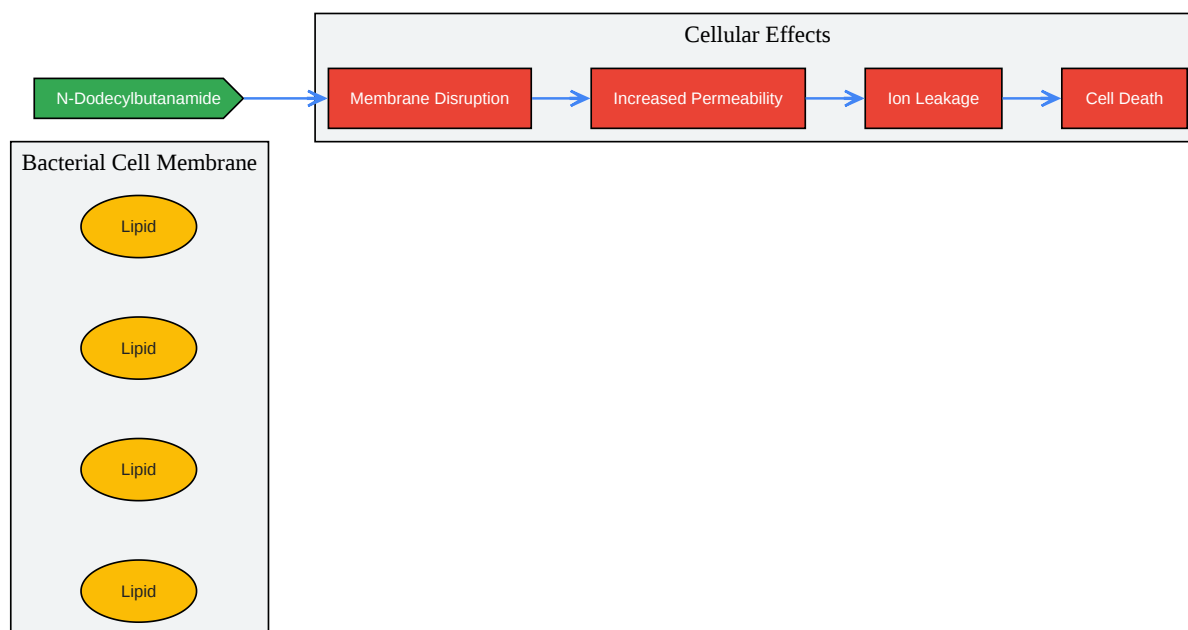 Cellular Effects
N-Dodecylbutanamide
Membrane Disruption
Increased Permeability
Ion Leakage
Cell Death
Bacterial Cell Membrane
Lipid
Lipid
Lipid
Lipid